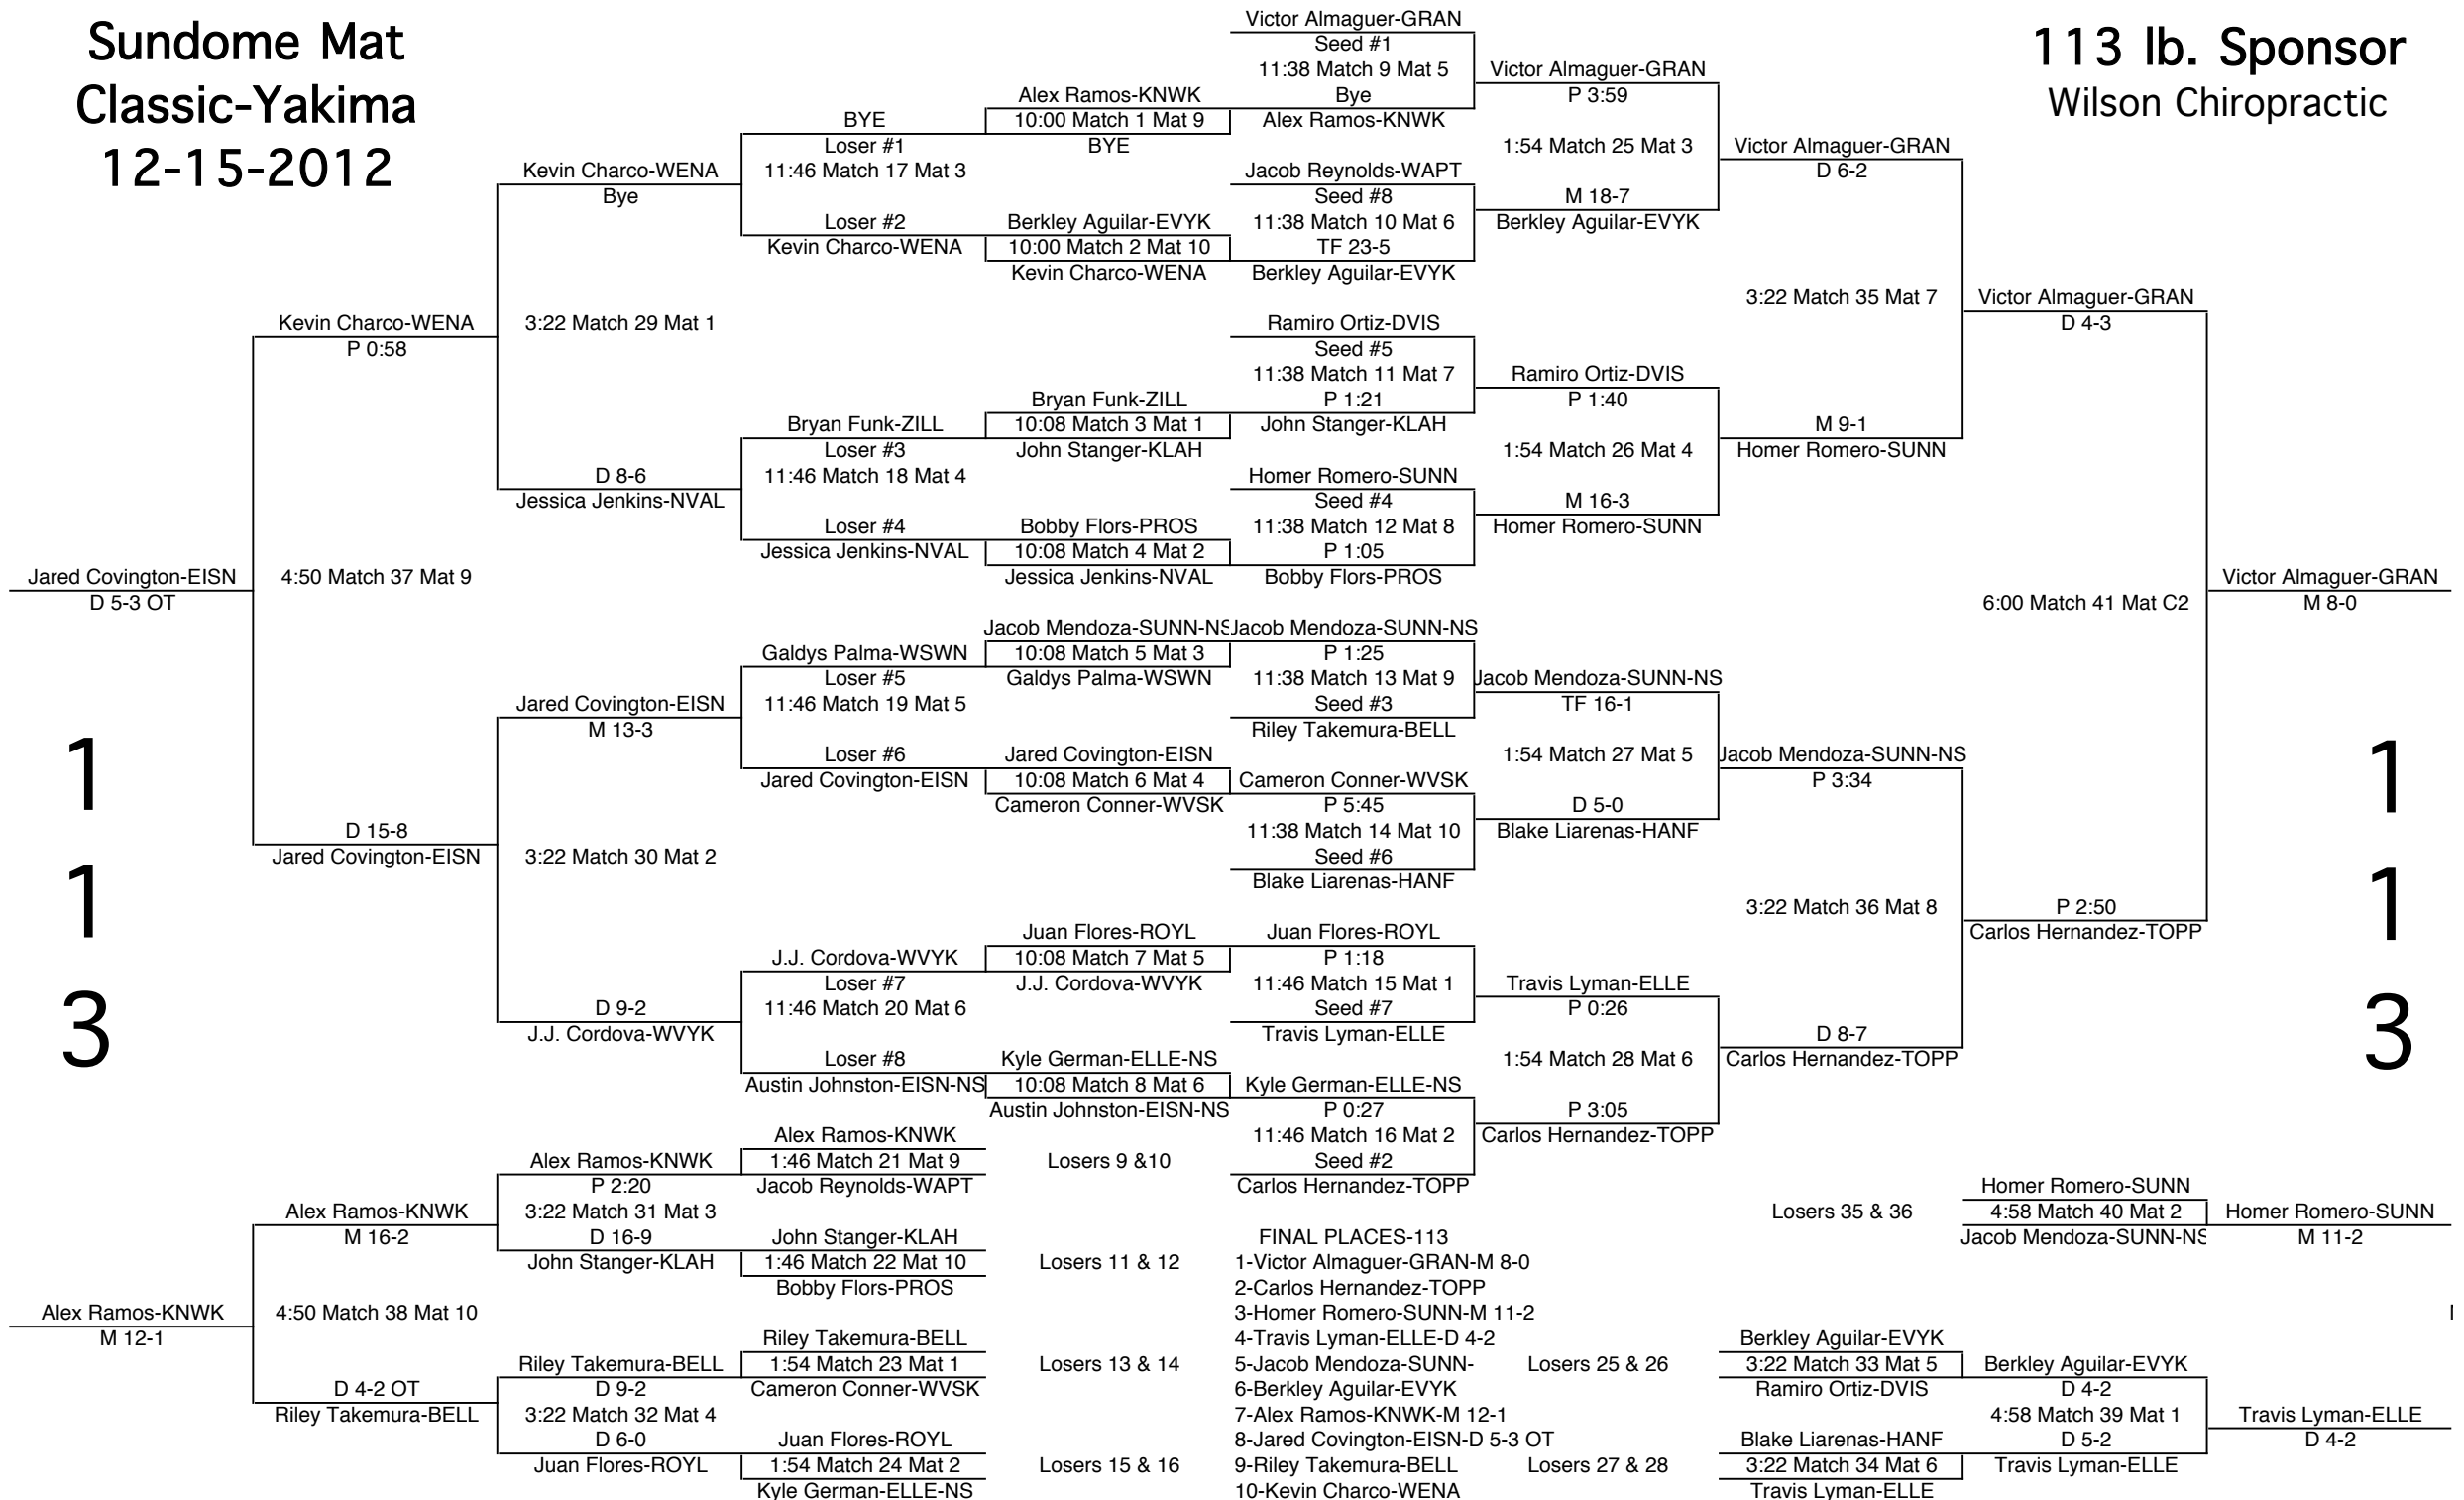 Sundome Mat
Classic-Yakima
12-15-2012
113 lb. Sponsor
Wilson Chiropractic
Jared Covington-EISN
D 5-3 OT
1
1
3
Alex Ramos-KNWK
M 12-1
Kevin Charco-WENA
P 0:58
4:50 Match 37 Mat 9
D 15-8
Jared Covington-EISN
Alex Ramos-KNWK
M 16-2
4:50 Match 38 Mat 10
D 4-2 OT
Riley Takemura-BELL
Kevin Charco-WENA
Bye
3:22 Match 29 Mat 1
D 8-6
Jessica Jenkins-NVAL
Jared Covington-EISN
M 13-3
3:22 Match 30 Mat 2
D 9-2
J.J. Cordova-WVYK
Alex Ramos-KNWK
P 2:20
3:22 Match 31 Mat 3
D 16-9
John Stanger-KLAH
Riley Takemura-BELL
D 9-2
3:22 Match 32 Mat 4
D 6-0
Juan Flores-ROYL
BYE
Loser #1
11:46 Match 17 Mat 3
Loser #2
Kevin Charco-WENA
Bryan Funk-ZILL
Loser #3
11:46 Match 18 Mat 4
Loser #4
Jessica Jenkins-NVAL
Galdys Palma-WSWN
Loser #5
11:46 Match 19 Mat 5
Loser #6
Jared Covington-EISN
J.J. Cordova-WVYK
Loser #7
11:46 Match 20 Mat 6
Loser #8
Austin Johnston-EISN-NS
Alex Ramos-KNWK
1:46 Match 21 Mat 9
Jacob Reynolds-WAPT
John Stanger-KLAH
1:46 Match 22 Mat 10
Bobby Flors-PROS
Riley Takemura-BELL
1:54 Match 23 Mat 1
Cameron Conner-WVSK
Juan Flores-ROYL
1:54 Match 24 Mat 2
Kyle German-ELLE-NS
Alex Ramos-KNWK
10:00 Match 1 Mat 9
BYE
Berkley Aguilar-EVYK
10:00 Match 2 Mat 10
Kevin Charco-WENA
Bryan Funk-ZILL
10:08 Match 3 Mat 1
John Stanger-KLAH
Bobby Flors-PROS
10:08 Match 4 Mat 2
Jessica Jenkins-NVAL
Jacob Mendoza-SUNN-NS
10:08 Match 5 Mat 3
Galdys Palma-WSWN
Jared Covington-EISN
10:08 Match 6 Mat 4
Cameron Conner-WVSK
Juan Flores-ROYL
10:08 Match 7 Mat 5
J.J. Cordova-WVYK
Kyle German-ELLE-NS
10:08 Match 8 Mat 6
Austin Johnston-EISN-NS
Losers 9 &10
Losers 11 & 12
Losers 13 & 14
Losers 15 & 16
Victor Almaguer-GRAN
Seed #1
11:38 Match 9 Mat 5
Bye
Alex Ramos-KNWK
Jacob Reynolds-WAPT
Seed #8
11:38 Match 10 Mat 6
TF 23-5
Berkley Aguilar-EVYK
Ramiro Ortiz-DVIS
Seed #5
11:38 Match 11 Mat 7
P 1:21
John Stanger-KLAH
Homer Romero-SUNN
Seed #4
11:38 Match 12 Mat 8
P 1:05
Bobby Flors-PROS
Jacob Mendoza-SUNN-NS
P 1:25
11:38 Match 13 Mat 9
Seed #3
Riley Takemura-BELL
Cameron Conner-WVSK
P 5:45
11:38 Match 14 Mat 10
Seed #6
Blake Liarenas-HANF
Juan Flores-ROYL
P 1:18
11:46 Match 15 Mat 1
Seed #7
Travis Lyman-ELLE
Kyle German-ELLE-NS
P 0:27
11:46 Match 16 Mat 2
Seed #2
Carlos Hernandez-TOPP
FINAL PLACES-113
1-Victor Almaguer-GRAN-M 8-0
2-Carlos Hernandez-TOPP
3-Homer Romero-SUNN-M 11-2
4-Travis Lyman-ELLE-D 4-2
5-Jacob Mendoza-SUNN-
6-Berkley Aguilar-EVYK
7-Alex Ramos-KNWK-M 12-1
8-Jared Covington-EISN-D 5-3 OT
9-Riley Takemura-BELL
10-Kevin Charco-WENA
Victor Almaguer-GRAN
P 3:59
1:54 Match 25 Mat 3
M 18-7
Berkley Aguilar-EVYK
Ramiro Ortiz-DVIS
P 1:40
1:54 Match 26 Mat 4
M 16-3
Homer Romero-SUNN
Jacob Mendoza-SUNN-NS
TF 16-1
1:54 Match 27 Mat 5
D 5-0
Blake Liarenas-HANF
Travis Lyman-ELLE
P 0:26
1:54 Match 28 Mat 6
P 3:05
Carlos Hernandez-TOPP
Losers 25 & 26
Losers 27 & 28
Victor Almaguer-GRAN
D 6-2
3:22 Match 35 Mat 7
M 9-1
Homer Romero-SUNN
Jacob Mendoza-SUNN-NS
P 3:34
3:22 Match 36 Mat 8
D 8-7
Carlos Hernandez-TOPP
Losers 35 & 36
Berkley Aguilar-EVYK
3:22 Match 33 Mat 5
Ramiro Ortiz-DVIS
Blake Liarenas-HANF
3:22 Match 34 Mat 6
Travis Lyman-ELLE
Victor Almaguer-GRAN
D 4-3
6:00 Match 41 Mat C2
P 2:50
Carlos Hernandez-TOPP
Homer Romero-SUNN
4:58 Match 40 Mat 2
Jacob Mendoza-SUNN-NS
Berkley Aguilar-EVYK
D 4-2
4:58 Match 39 Mat 1
D 5-2
Travis Lyman-ELLE
Victor Almaguer-GRAN
M 8-0
1
1
3
Homer Romero-SUNN
M 11-2
Travis Lyman-ELLE
D 4-2